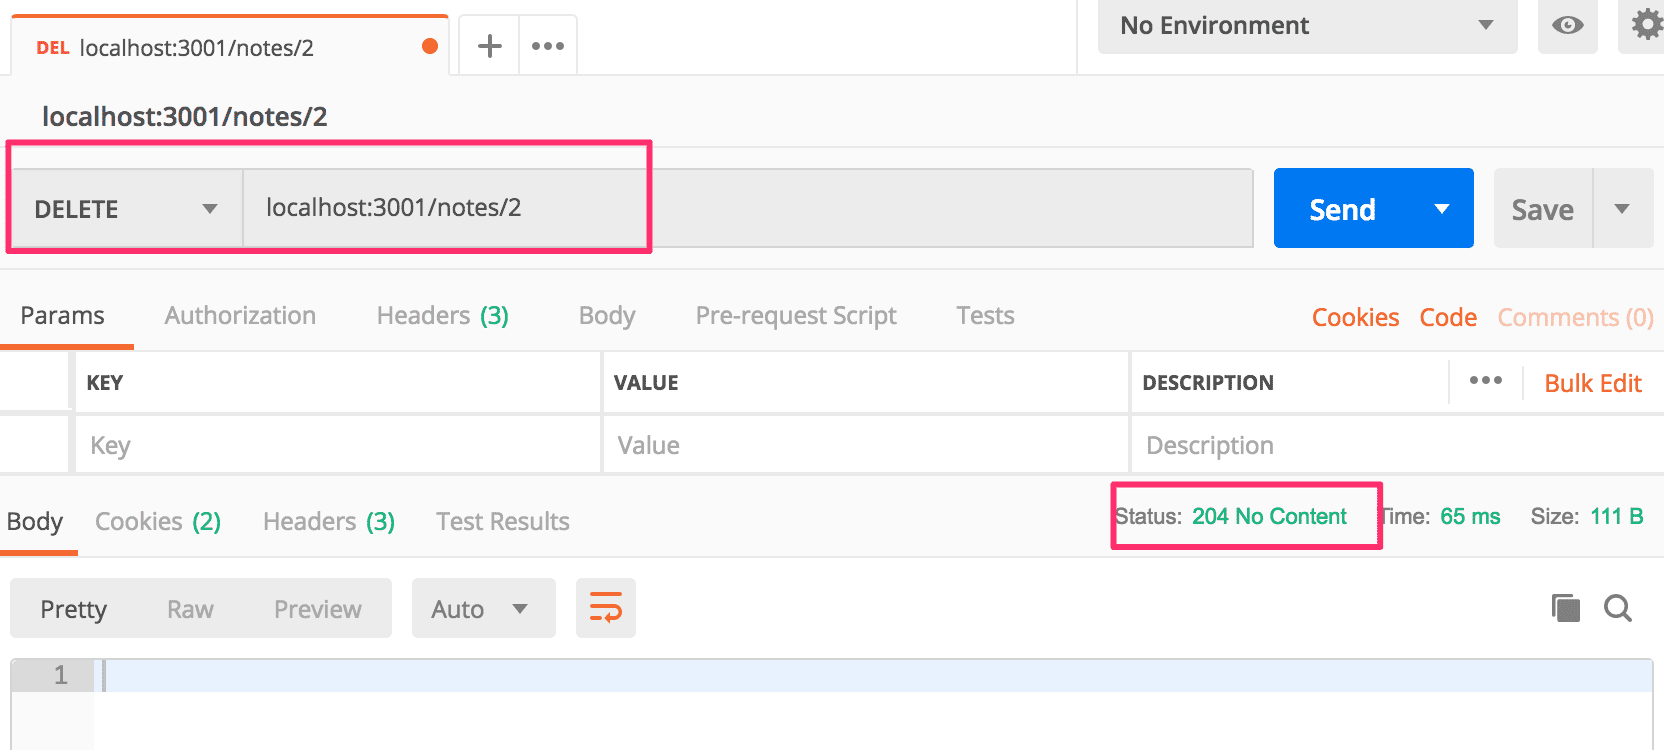 DEL localhost:3001/notes/2
No Environment
localhost:3001/notes/2
DELETE localhost:3001/notes/2 Send Save
Params Authorization Headers (3) Body Pre-request Script Tests Cookies Code Comments (0)
KEY VALUE DESCRIPTION Bulk Edit
Key Value Description
Body Cookies (2) Headers (3) Test Results Status: 204 No Content Time: 65 ms Size: 111 B
Pretty Raw Preview Auto
1